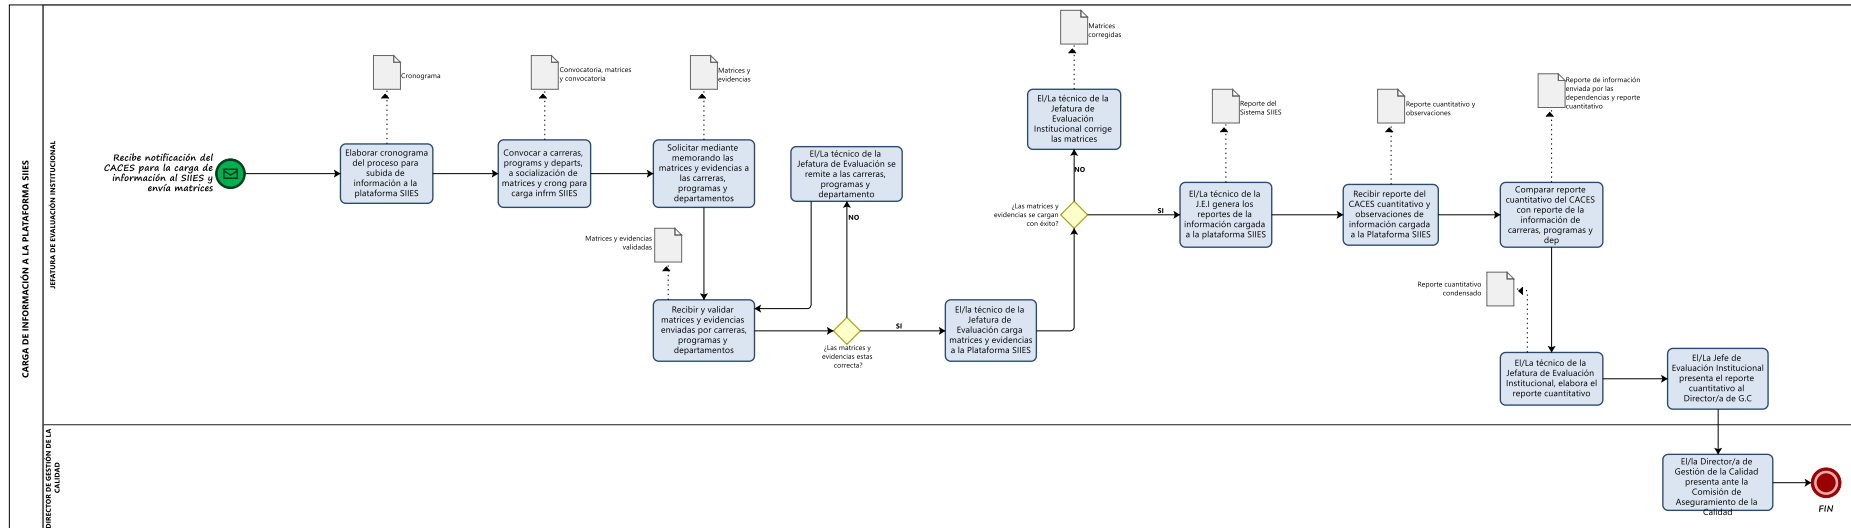 CARGA DE INFORMACIÓN A LA PLATAFORMA SIIES
JEFATURA DE EVALUACIÓN INSTITUCIONAL
Recibe notificación del
CACES para la carga de
información al SIIES y
envía matrices
Cronograma
Elaborar cronograma
del proceso para
subida de
información a la
plataforma SIIES
Convocatoria, matrices
y convocatoria
Convocar a carreras,
programs y departs,
a socialización de
matrices y crong para
carga infrm SIIES
Matrices y
evidencias
Solicitar mediante
memorando las
matrices y evidencias a
las carreras,
programas y
departamentos
El/La técnico de la
Jefatura de Evaluación se
remite a las carreras,
programas y
departamento
NO
Matrices y evidencias
validadas
Recibir y validar
matrices y evidencias
enviadas por carreras,
programas y
departamentos
¿Las matrices y
evidencias estas
correcta?
SI
El/la técnico de la
Jefatura de
Evaluación carga
matrices y evidencias
a la Plataforma SIIES
¿Las matrices y
evidencias se cargan
con éxito?
NO
Matrices
corregidas
El/La técnico de la
Jefatura de
Evaluación
Institucional corrige
las matrices
SI
Reporte del
Sistema SIIES
El/La técnico de la
J.E.I genera los
reportes de la
información cargada
a la plataforma SIIES
Reporte cuantitativo y
observaciones
Recibir reporte del
CACES cuantitativo y
observaciones de
información cargada
a la Plataforma SIIES
Reporte de información
enviada por las
dependencias y reporte
cuantitativo
Comparar reporte
cuantitativo del CACES
con reporte de la
información de
carreras, programas y
dep
Reporte cuantitativo
condensado
El/La técnico de la
Jefatura de Evaluación
Institucional, elabora el
reporte cuantitativo
El/La Jefe de
Evaluación Institucional
presenta el reporte
cuantitativo al
Director/a de G.C
DIRECTOR DE GESTIÓN DE LA
CALIDAD
El/la Director/a de
Gestión de la Calidad
presenta ante la
Comisión de
Aseguramiento de la
Calidad
FIN